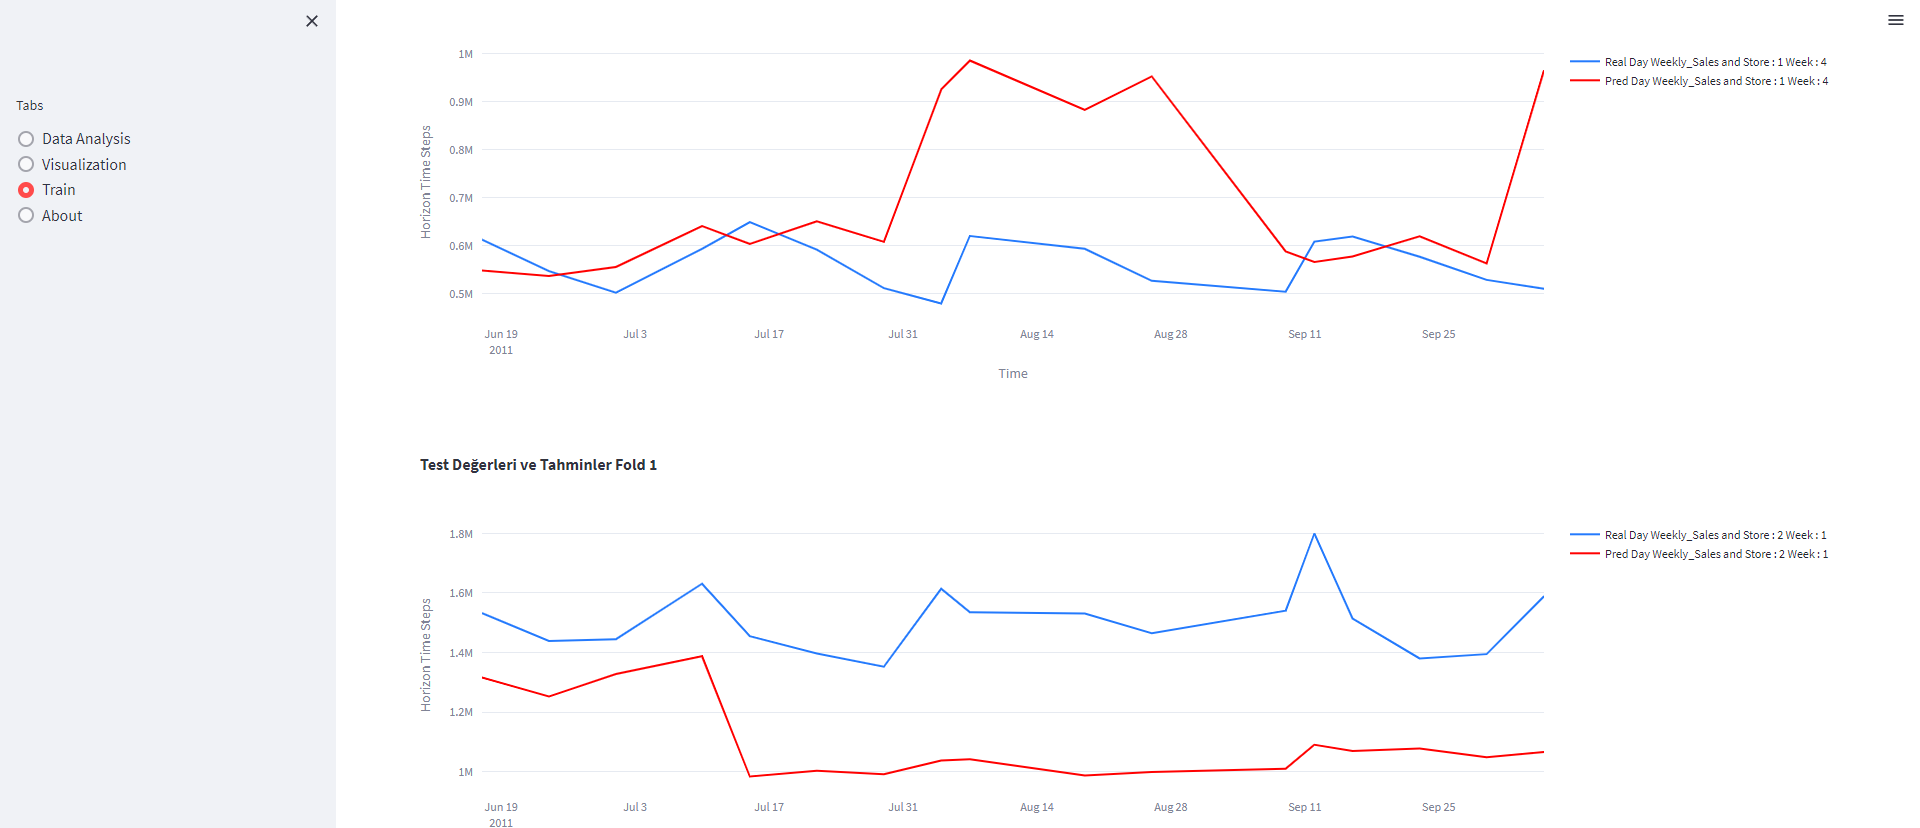 Tabs
Data Analysis
Visualization
Train
About
1M
0.9M
0.8M
0.7M
0.6M
0.5M
Horizon Time Steps
Jun 19
2011
Jul 3
Jul 17
Jul 31
Aug 14
Aug 28
Sep 11
Sep 25
Time
Real Day Weekly_Sales and Store : 1 Week : 4
Pred Day Weekly_Sales and Store : 1 Week : 4
Test Değerleri ve Tahminler Fold 1
1.8M
1.6M
1.4M
1.2M
1M
Horizon Time Steps
Jun 19
2011
Jul 3
Jul 17
Jul 31
Aug 14
Aug 28
Sep 11
Sep 25
Real Day Weekly_Sales and Store : 2 Week : 1
Pred Day Weekly_Sales and Store : 2 Week : 1